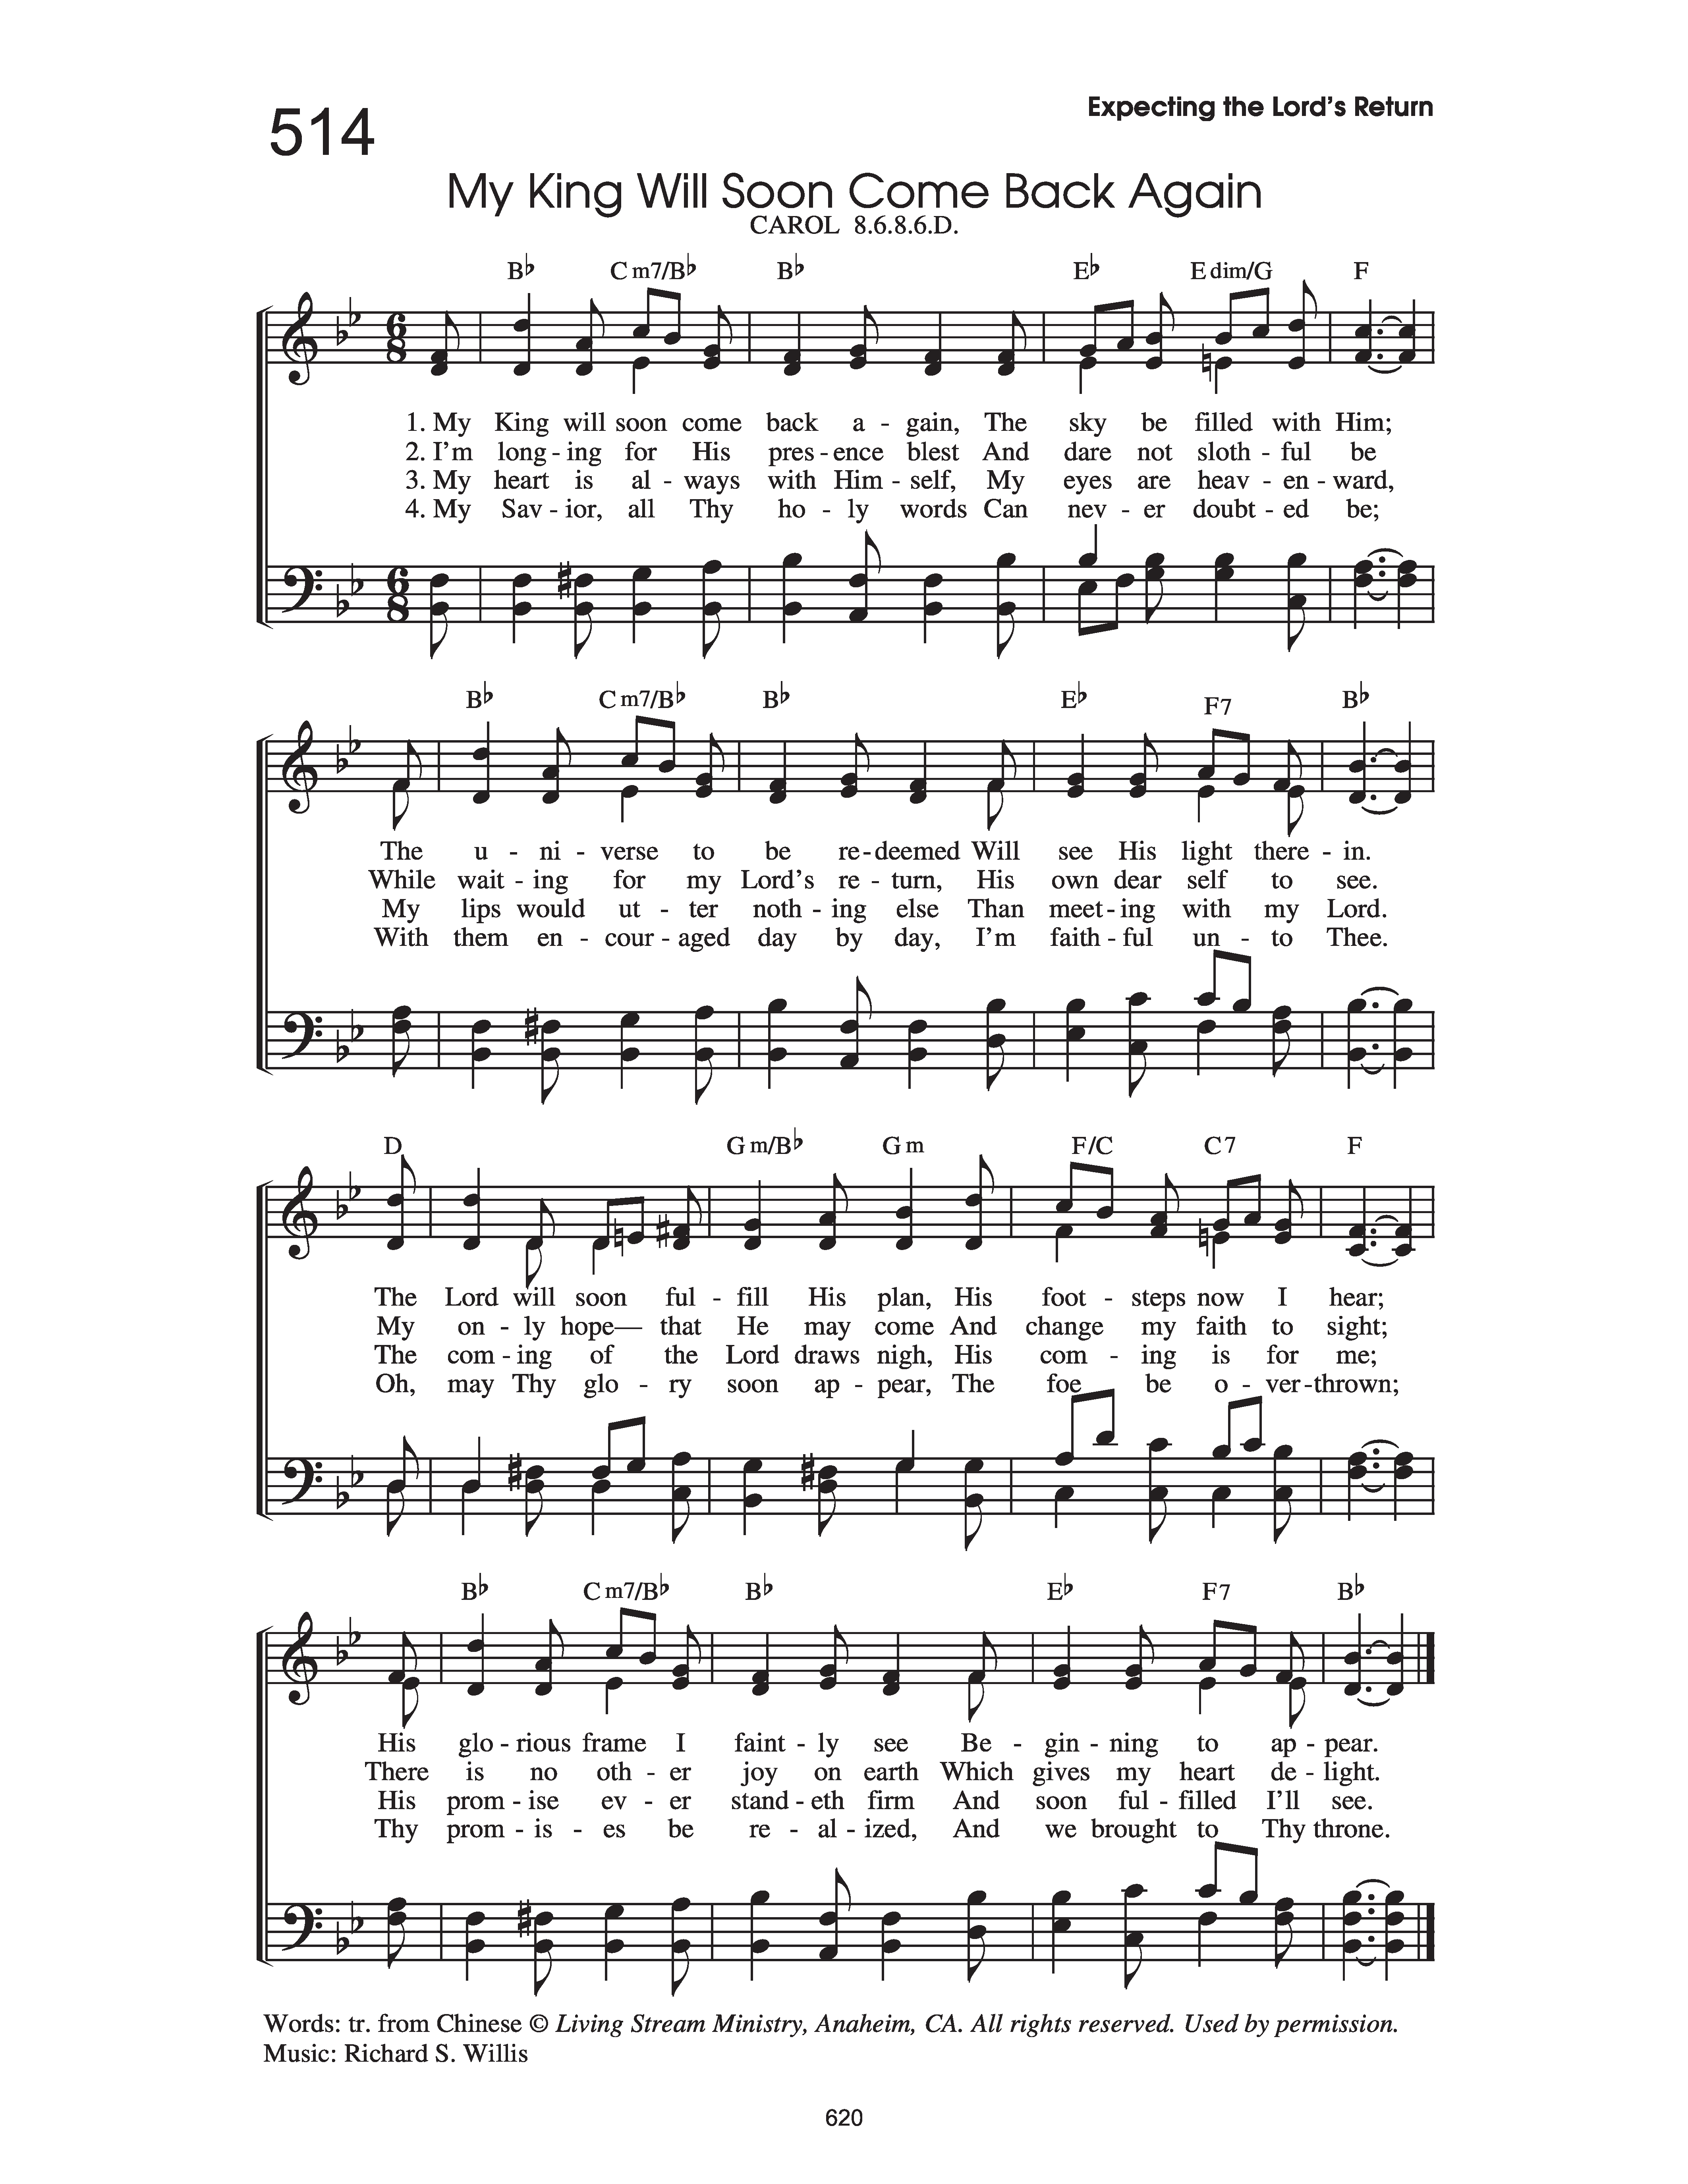 Expecting the Lord's Return
514
My King Will Soon Come Back Again
CAROL 8.6.8.6.D.
B♭ C m7/B♭ B♭ E♭ E dim/G F
1. My King will soon come back a - gain, The sky be filled with Him;
2. I'm long - ing for His pres - ence blest And dare not sloth - ful be
3. My heart is al - ways with Him - self, My eyes are heav - en - ward,
4. My Sav - ior, all Thy ho - ly words Can nev - er doubt - ed be;
B♭ C m7/B♭ B♭ E♭ F7 B♭
The u - ni - verse to be re - deemed Will see His light there - in.
While wait - ing for my Lord's re - turn, His own dear self to see.
My lips would ut - ter noth - ing else Than meet - ing with my Lord.
With them en - cour - aged day by day, I'm faith - ful un - to Thee.
D G m/B♭ G m F/C C7 F
The Lord will soon ful - fill His plan, His foot - steps now I hear;
My on - ly hope— that He may come And change my faith to sight;
The com - ing of the Lord draws nigh, His com - ing is for me;
Oh, may Thy glo - ry soon ap - pear, The foe be o - ver - thrown;
B♭ C m7/B♭ B♭ E♭ F7 B♭
His glo - rious frame I faint - ly see Be - gin - ning to ap - pear.
There is no oth - er joy on earth Which gives my heart de - light.
His prom - ise ev - er stand - eth firm And soon ful - filled I'll see.
Thy prom - is - es be re - al - ized, And we brought to Thy throne.
Words: tr. from Chinese © Living Stream Ministry, Anaheim, CA. All rights reserved. Used by permission.
Music: Richard S. Willis
620